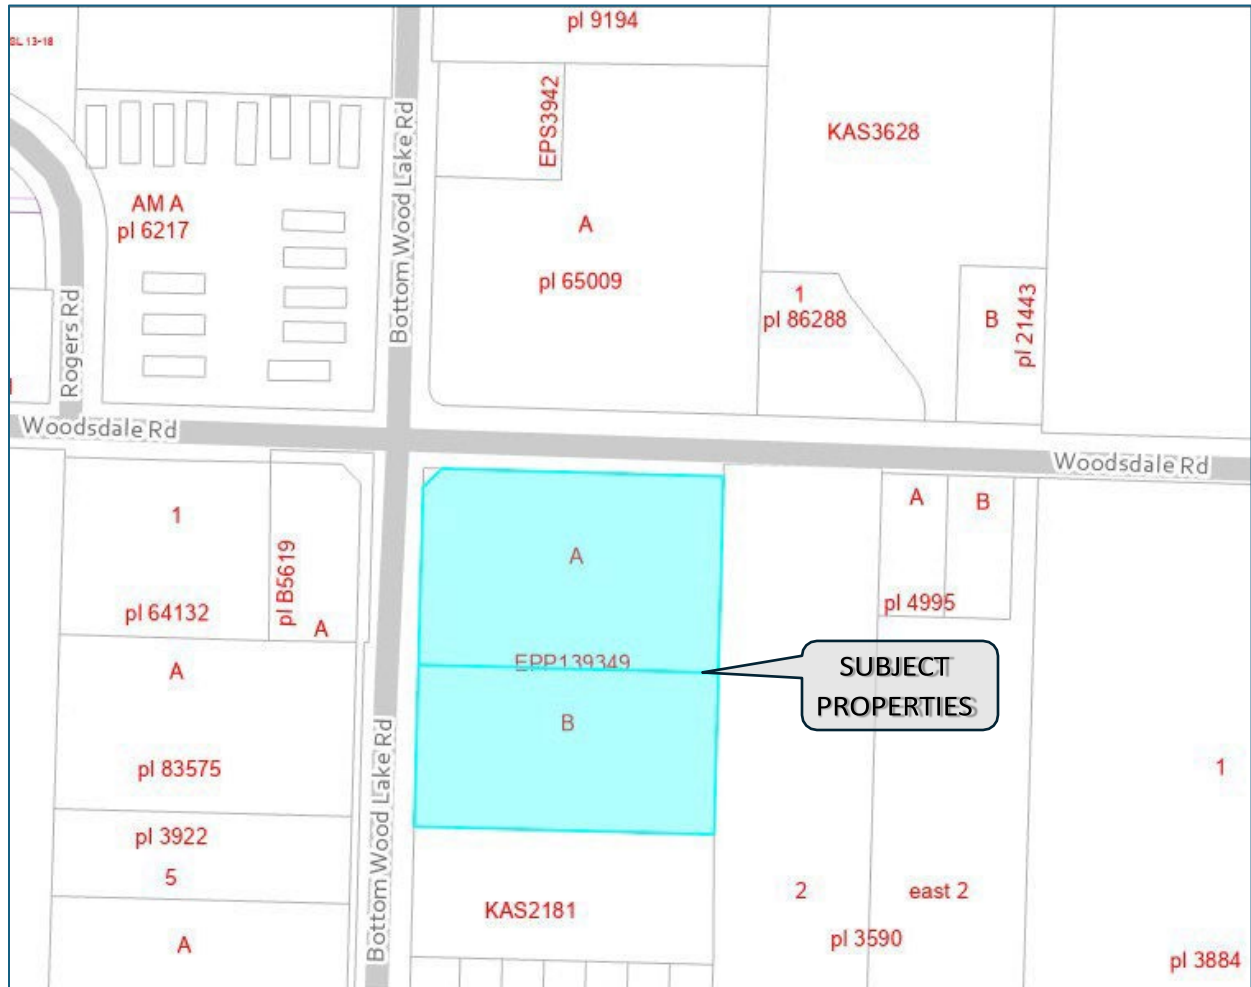 pl 9194
SL 13-18
EPS3942
Bottom Wood Lake Rd
KAS3628
AM A
pl 6217
A
pl 65009
1
pl 86288
B
pl 21443
Rogers Rd
Woodsdale Rd
Woodsdale Rd
1
pl 64132
pl B5619
A
A
EPP139349
B
A
B
pl 4995
SUBJECT
PROPERTIES
A
pl 83575
pl 3922
5
A
Bottom Wood Lake Rd
KAS2181
2
east 2
pl 3590
1
pl 3884